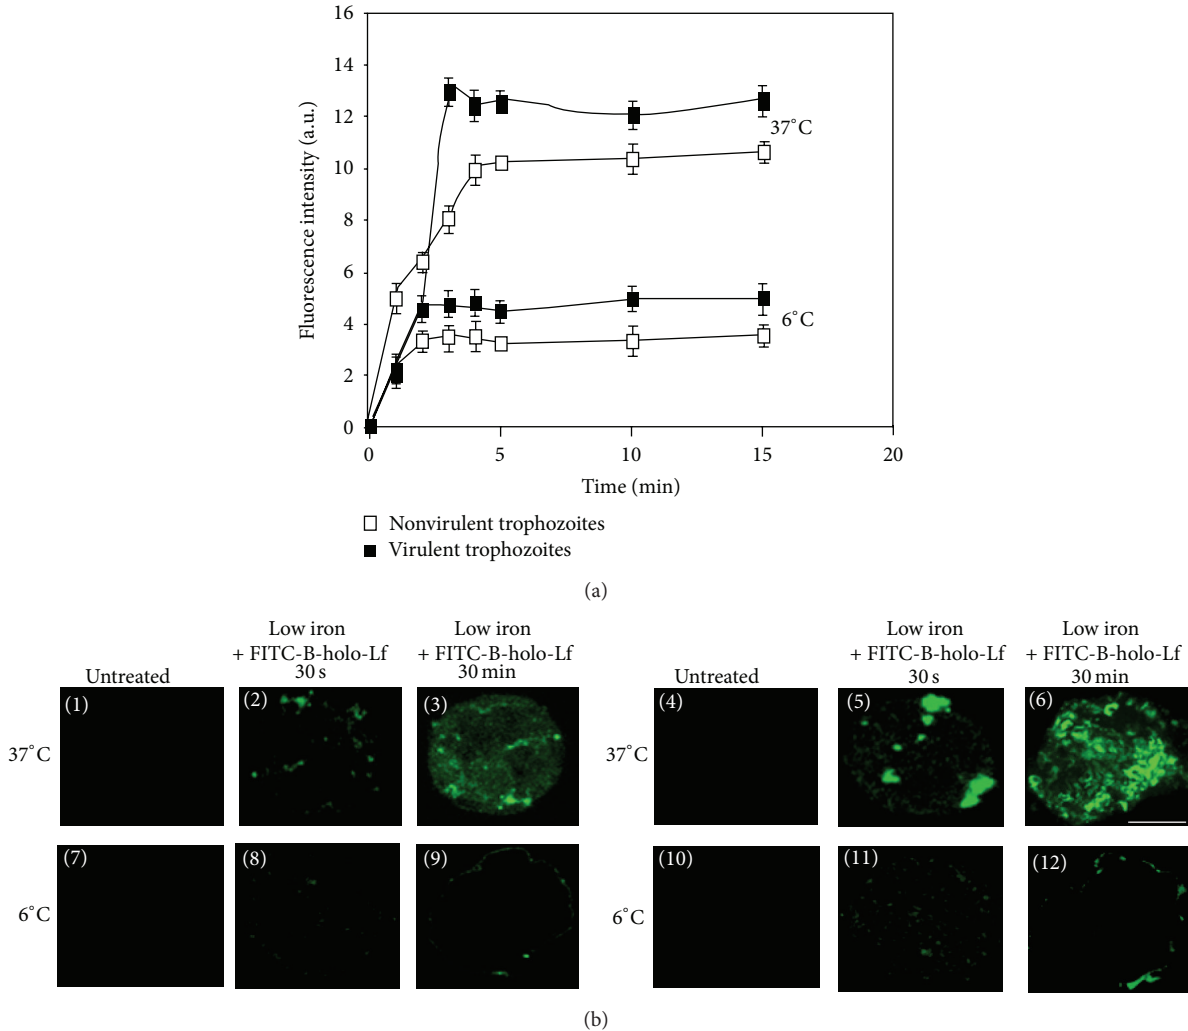 16
14
12
10
8
6
4
2
0
Fluorescence intensity (a.u.)
37°C
6°C
0
5
10
15
20
Time (min)
Nonvirulent trophozoites
Virulent trophozoites
(a)
Untreated
Low iron
+ FITC-B-holo-Lf
30 s
Low iron
+ FITC-B-holo-Lf
30 min
Untreated
Low iron
+ FITC-B-holo-Lf
30 s
Low iron
+ FITC-B-holo-Lf
30 min
37°C
(1)
(2)
(3)
37°C
(4)
(5)
(6)
6°C
(7)
(8)
(9)
6°C
(10)
(11)
(12)
(b)